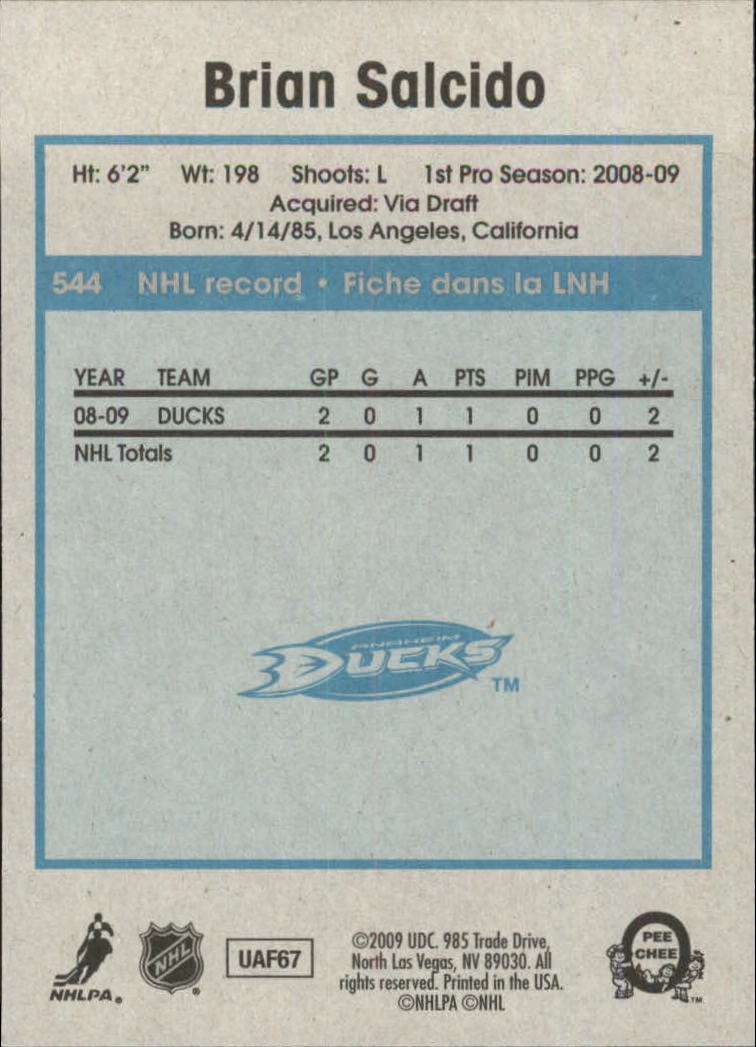 Brian Salcido
Ht: 6'2" Wt: 198 Shoots: L 1st Pro Season: 2008-09
Acquired: Via Draft
Born: 4/14/85, Los Angeles, California
544 NHL record • Fiche dans la LNH
YEAR TEAM GP G A PTS PIM PPG +/-
08-09 DUCKS 2 0 1 1 0 0 2
NHL Totals 2 0 1 1 0 0 2
ANAHEIM
DUCKS
TM
NHLPA®
NHL®
UAF67
©2009 UDC. 985 Trade Drive,
North Las Vegas, NV 89030. All
rights reserved. Printed in the USA.
©NHLPA ©NHL
O
PEE
CHEE
TM